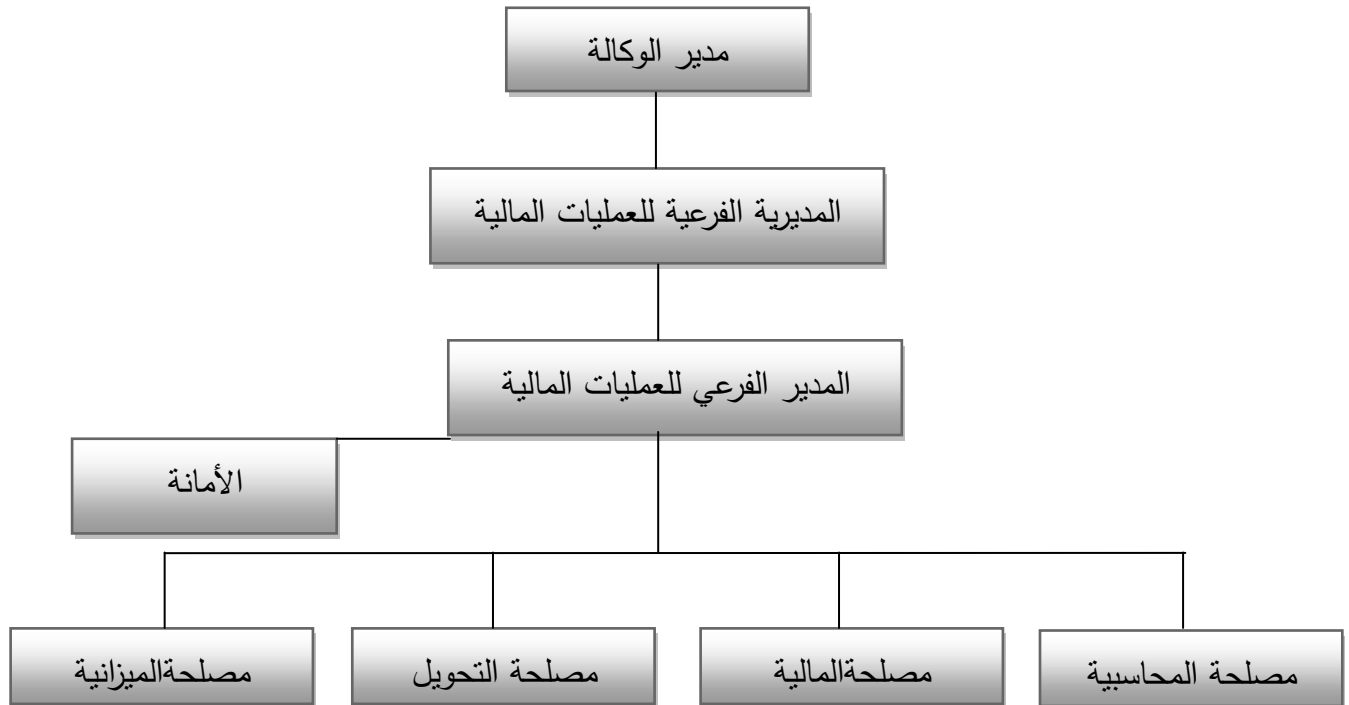 مدير الوكالة
المديرية الفرعية للعمليات المالية
المدير الفرعي للعمليات المالية
الأمانة
مصلحة المحاسبية
مصلحةالمالية
مصلحة التحويل
مصلحةالميزانية